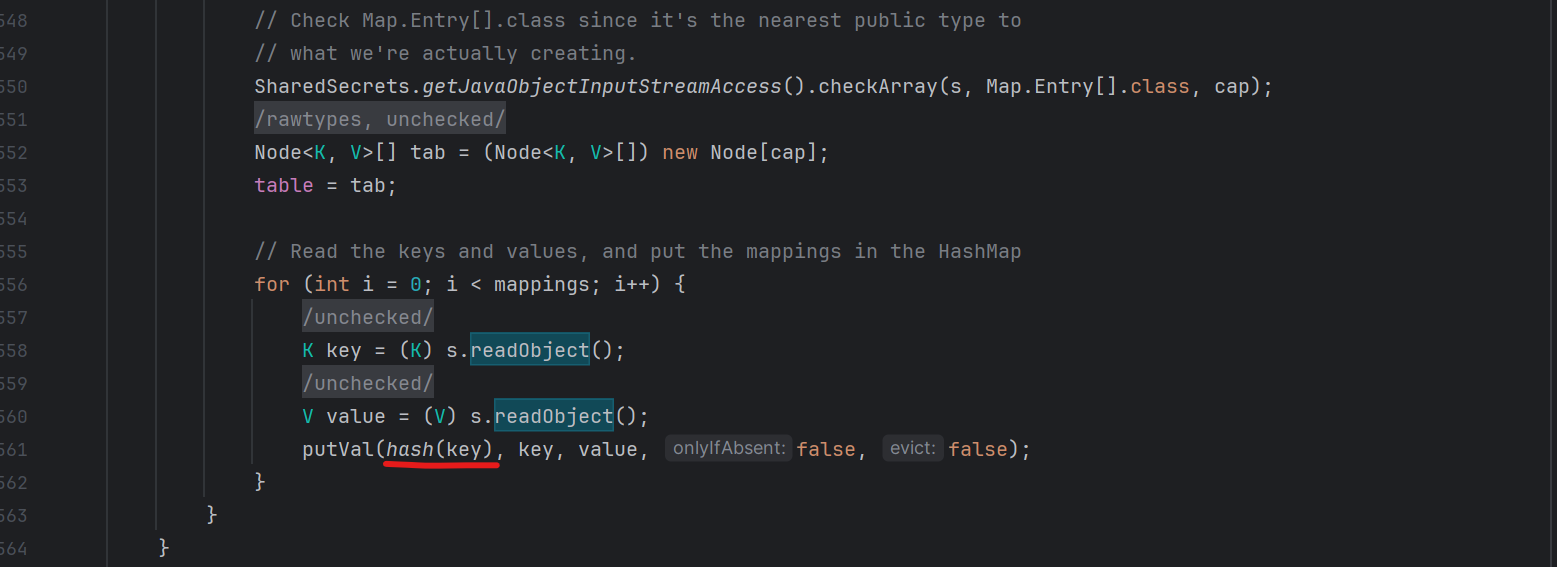 548 // Check Map.Entry[].class since it's the nearest public type to
549 // what we're actually creating.
550 SharedSecrets.getJavaObjectInputStreamAccess().checkArray(s, Map.Entry[].class, cap);
551 /rawtypes, unchecked/
552 Node<K, V>[] tab = (Node<K, V>[]) new Node[cap];
553 table = tab;
554
555 // Read the keys and values, and put the mappings in the HashMap
556 for (int i = 0; i < mappings; i++) {
557 /unchecked/
558 K key = (K) s.readObject();
559 /unchecked/
560 V value = (V) s.readObject();
561 putVal(hash(key), key, value, onlyIfAbsent: false, evict: false);
562 }
563 }
564 }